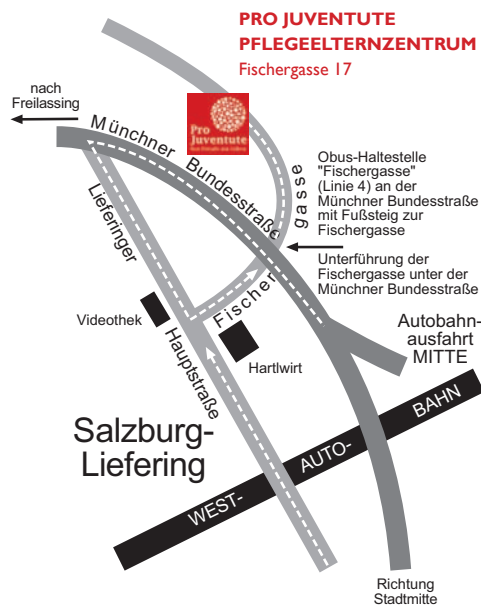 PRO JUVENTUTE
PFLEGEELTERNZENTRUM
Fischergasse 17
nach
Freilassing
Pro
Juventute
Münchner Bundesstraße
Obus-Haltestelle
"Fischergasse"
(Linie 4) an der
Münchner Bundesstraße
mit Fußsteig zur
Fischergasse
Unterführung der
Fischergasse unter der
Münchner Bundesstraße
Fischer
gasse
Lieferinger
Hauptstraße
Videothek
Hartlwirt
Autobahn-
ausfahrt
MITTE
Salzburg-
Liefering
WEST- AUTO- BAHN
Richtung
Stadtmitte